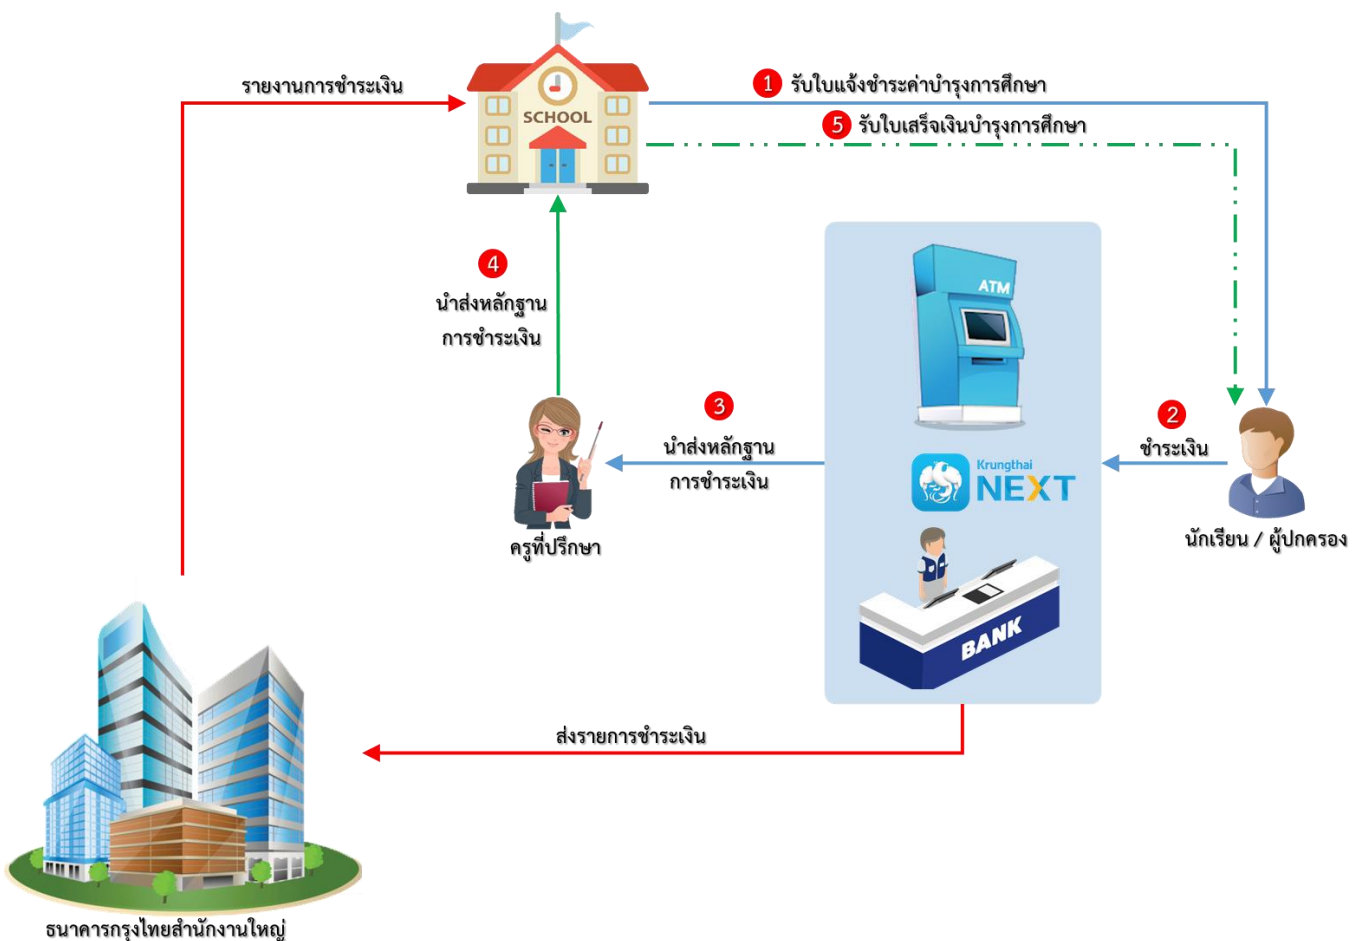 รายงานการชำระเงิน
1 รับใบแจ้งชำระค่าบำรุงการศึกษา
5 รับใบเสร็จเงินบำรุงการศึกษา
SCHOOL
4
นำส่งหลักฐาน
การชำระเงิน
ATM
3
นำส่งหลักฐาน
การชำระเงิน
2
ชำระเงิน
Krungthai
NEXT
ครูที่ปรึกษา
นักเรียน / ผู้ปกครอง
BANK
ส่งรายการชำระเงิน
ธนาคารกรุงไทยสำนักงานใหญ่